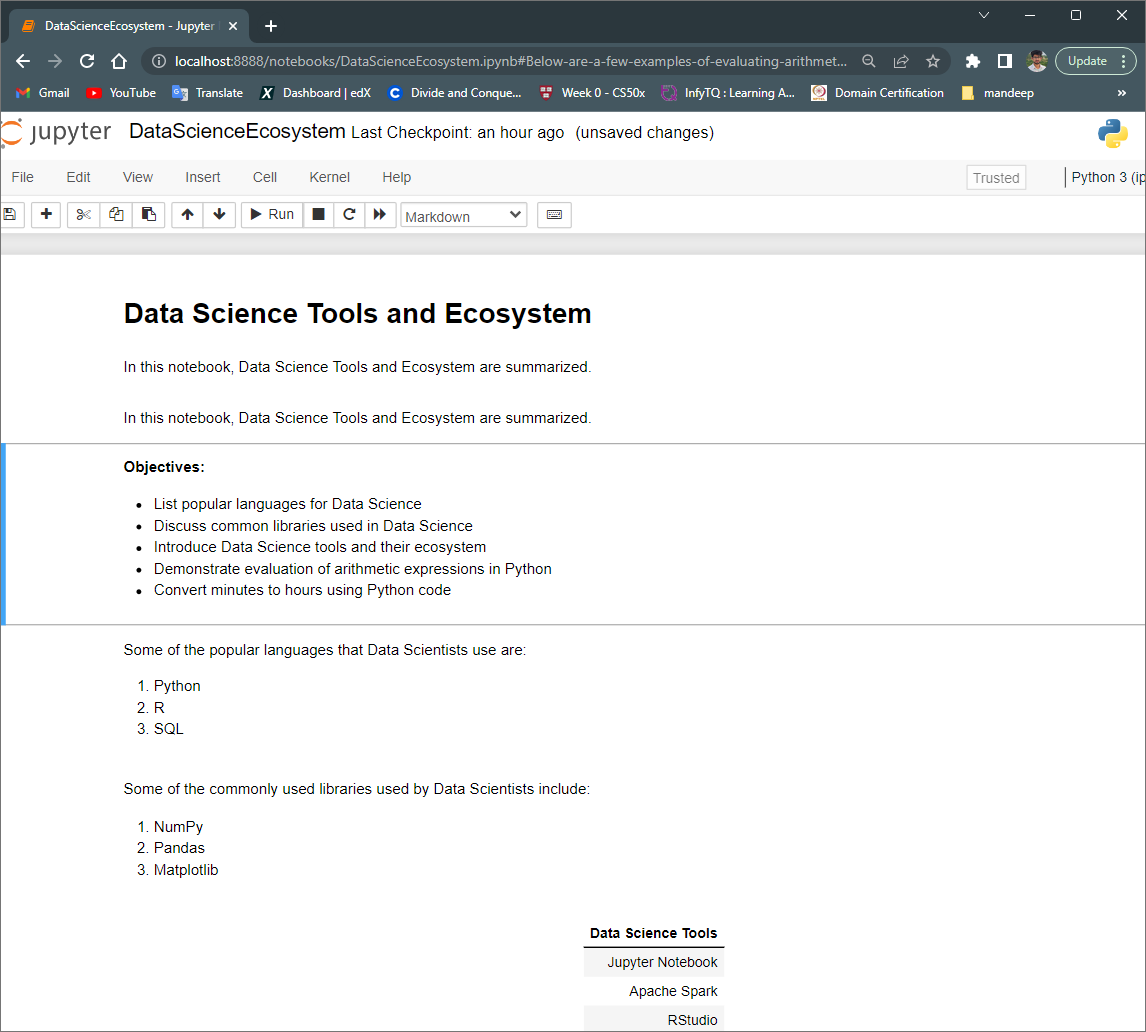 DataScienceEcosystem - Jupyter
localhost:8888/notebooks/DataScienceEcosystem.ipynb#Below-are-a-few-examples-of-evaluating-arithmet...
Update
Gmail YouTube Translate Dashboard | edX Divide and Conque... Week 0 - CS50x InfyTQ : Learning A... Domain Certification mandeep »
jupyter DataScienceEcosystem Last Checkpoint: an hour ago (unsaved changes)
File Edit View Insert Cell Kernel Help Trusted Python 3 (ip
Run Markdown
Data Science Tools and Ecosystem
In this notebook, Data Science Tools and Ecosystem are summarized.
In this notebook, Data Science Tools and Ecosystem are summarized.
Objectives:
• List popular languages for Data Science
• Discuss common libraries used in Data Science
• Introduce Data Science tools and their ecosystem
• Demonstrate evaluation of arithmetic expressions in Python
• Convert minutes to hours using Python code
Some of the popular languages that Data Scientists use are:
1. Python
2. R
3. SQL
Some of the commonly used libraries used by Data Scientists include:
1. NumPy
2. Pandas
3. Matplotlib
Data Science Tools
Jupyter Notebook
Apache Spark
RStudio